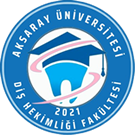 AKSARAY ÜNİVERSİTESİ
2021
DİŞ HEKİMLİĞİ FAKÜLTESİ